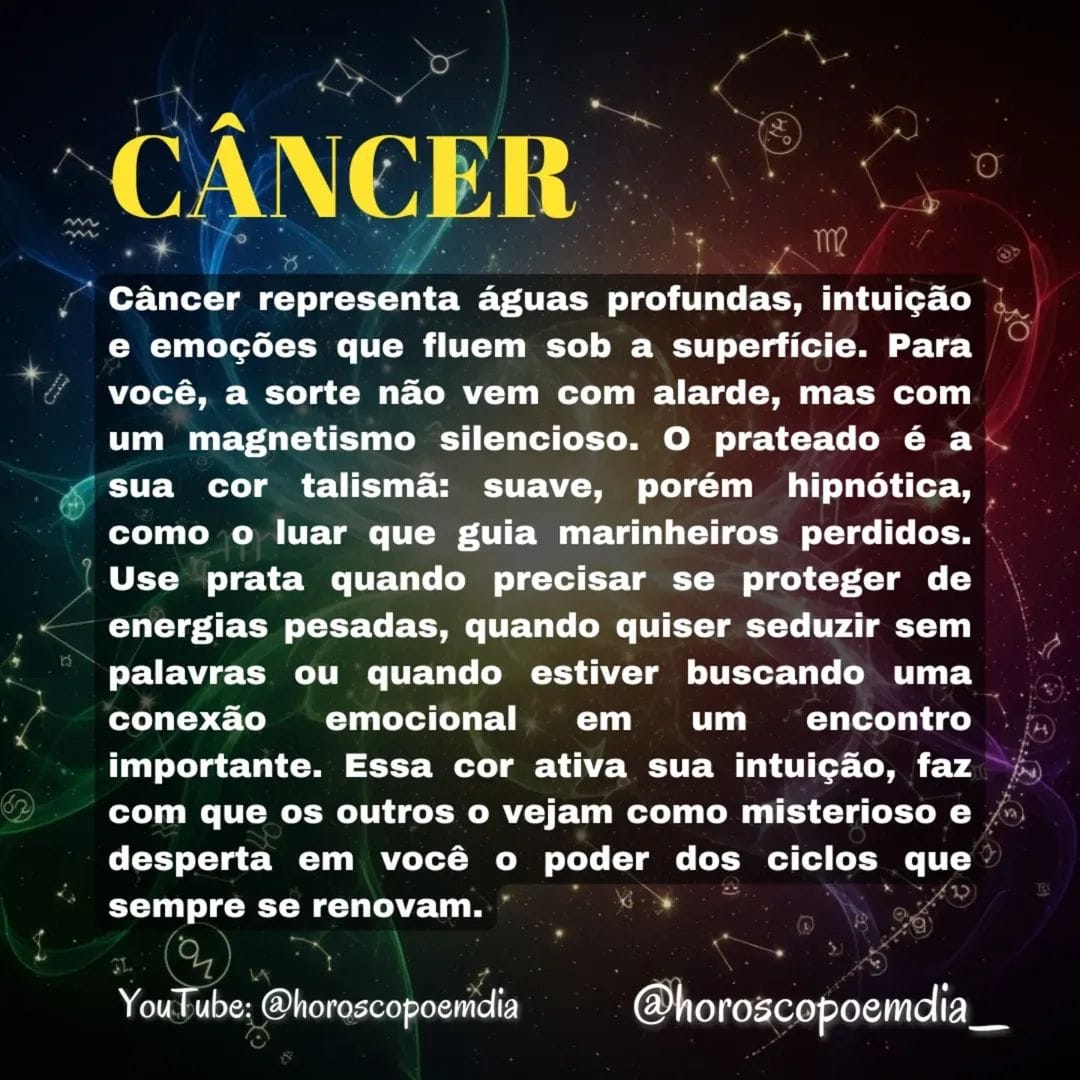 CÂNCER
Câncer representa águas profundas, intuição
e emoções que fluem sob a superfície. Para
você, a sorte não vem com alarde, mas com
um magnetismo silencioso. O prateado é a
sua cor talismã: suave, porém hipnótica,
como o luar que guia marinheiros perdidos.
Use prata quando precisar se proteger de
energias pesadas, quando quiser seduzir sem
palavras ou quando estiver buscando uma
conexão emocional em um encontro
importante. Essa cor ativa sua intuição, faz
com que os outros o vejam como misterioso e
desperta em você o poder dos ciclos que
sempre se renovam.
YouTube: @horoscopoemdia @horoscopoemdia_